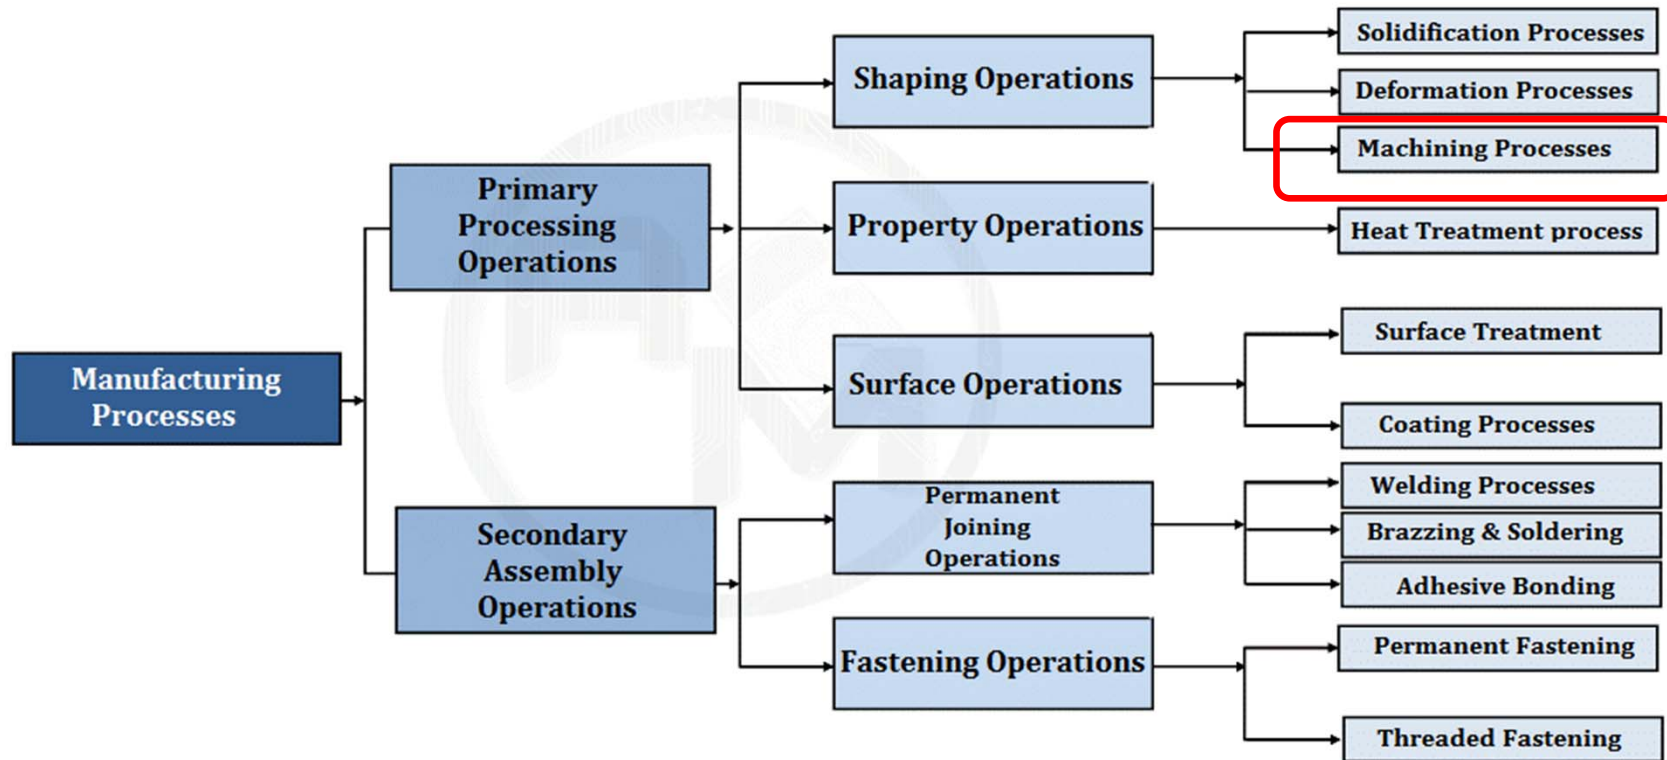 Manufacturing
Processes
Primary
Processing
Operations
Secondary
Assembly
Operations
Shaping Operations
Property Operations
Surface Operations
Permanent
Joining
Operations
Fastening Operations
Solidification Processes
Deformation Processes
Machining Processes
Heat Treatment process
Surface Treatment
Coating Processes
Welding Processes
Brazzing & Soldering
Adhesive Bonding
Permanent Fastening
Threaded Fastening